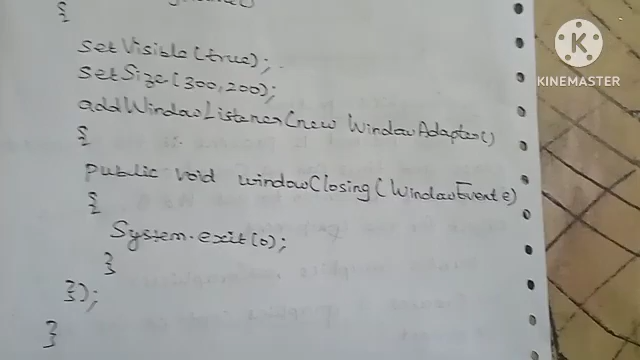 {
setVisible(true);
setSize(300,200);
addWindowListener(new WindowAdapter()
{
public void windowClosing(WindowEvent e)
{
System.exit(0);
}
});
}
KINEMASTER